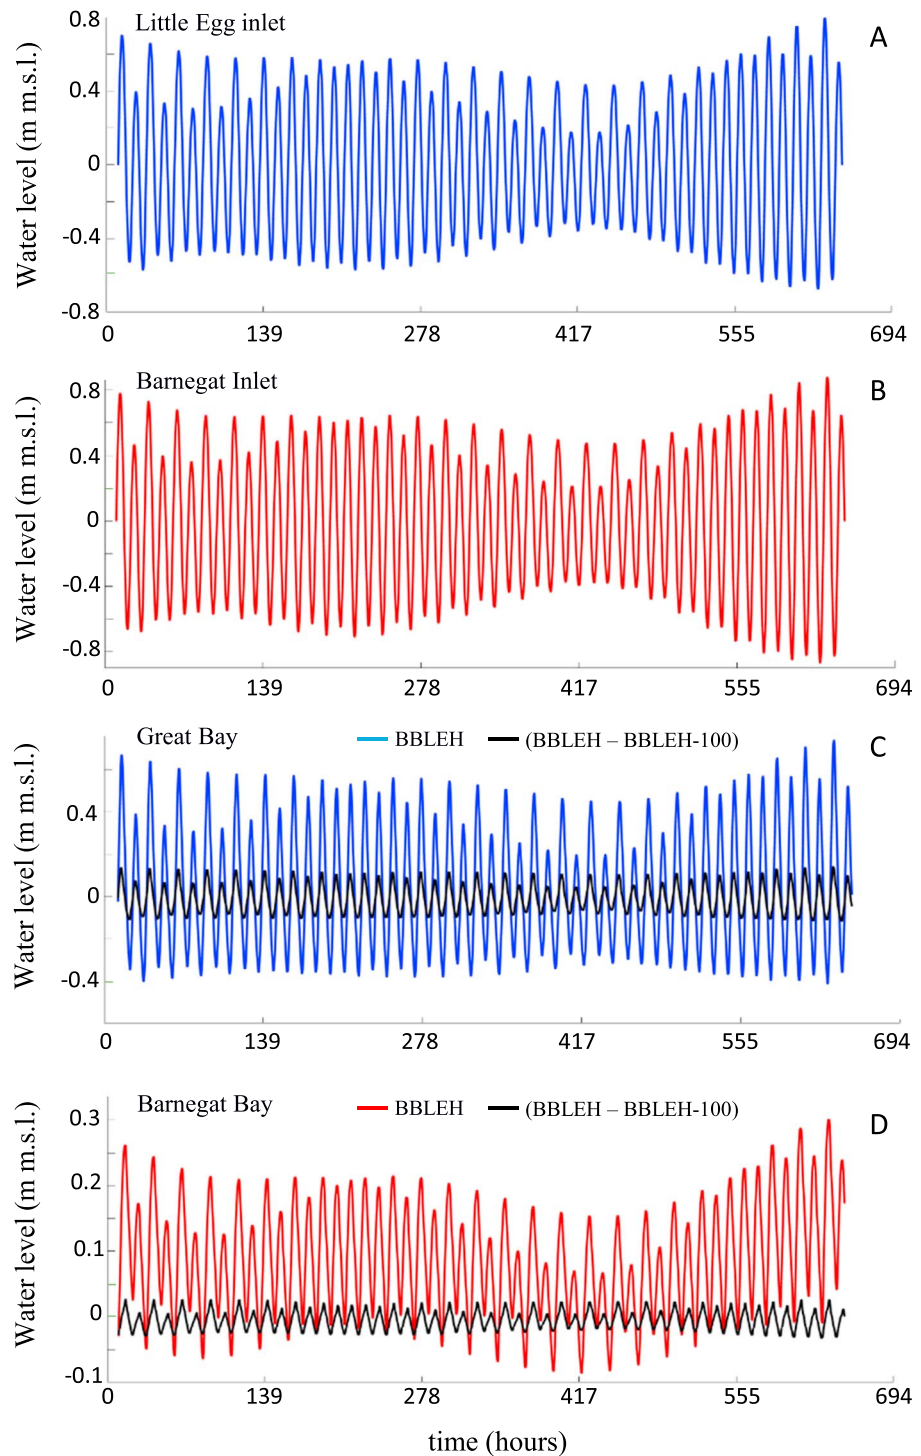 Little Egg inlet
A
Water level (m m.s.l.)
0.8
0.4
0
-0.4
-0.8
0 139 278 417 555 694
Barnegat Inlet
B
Water level (m m.s.l.)
0.8
0.4
0
-0.4
-0.8
0 139 278 417 555 694
Great Bay
BBLEH (BBLEH – BBLEH-100)
C
Water level (m m.s.l.)
0.4
0
-0.4
0 139 278 417 555 694
Barnegat Bay
BBLEH (BBLEH – BBLEH-100)
D
Water level (m m.s.l.)
0.3
0.2
0.1
0
-0.1
0 139 278 417 555 694
time (hours)